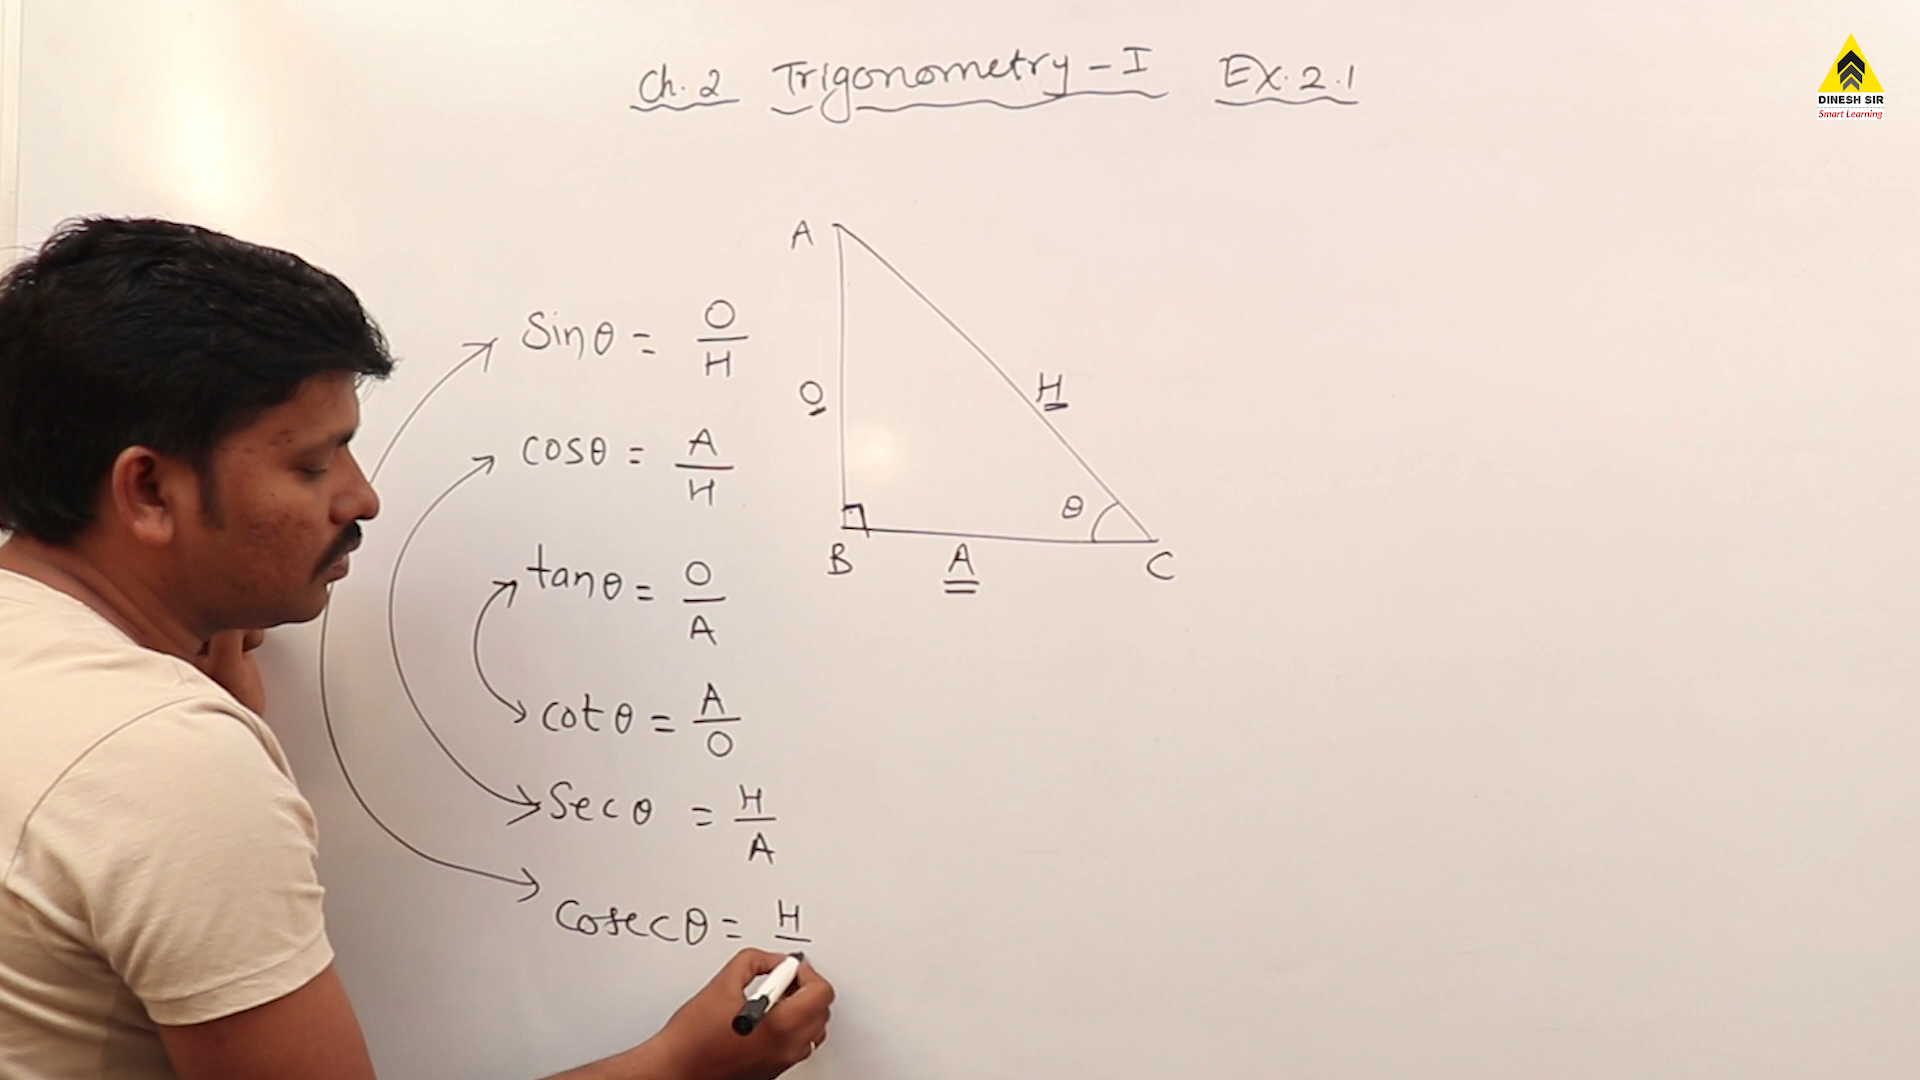 Ch. 2 Trigonometry - I Ex. 2.1
DINESH SIR
Smart Learning
A
Sinθ = O/H
O
H
cosθ = A/H
θ
B
A
C
tanθ = O/A
cotθ = A/O
Secθ = H/A
Cosecθ = H/